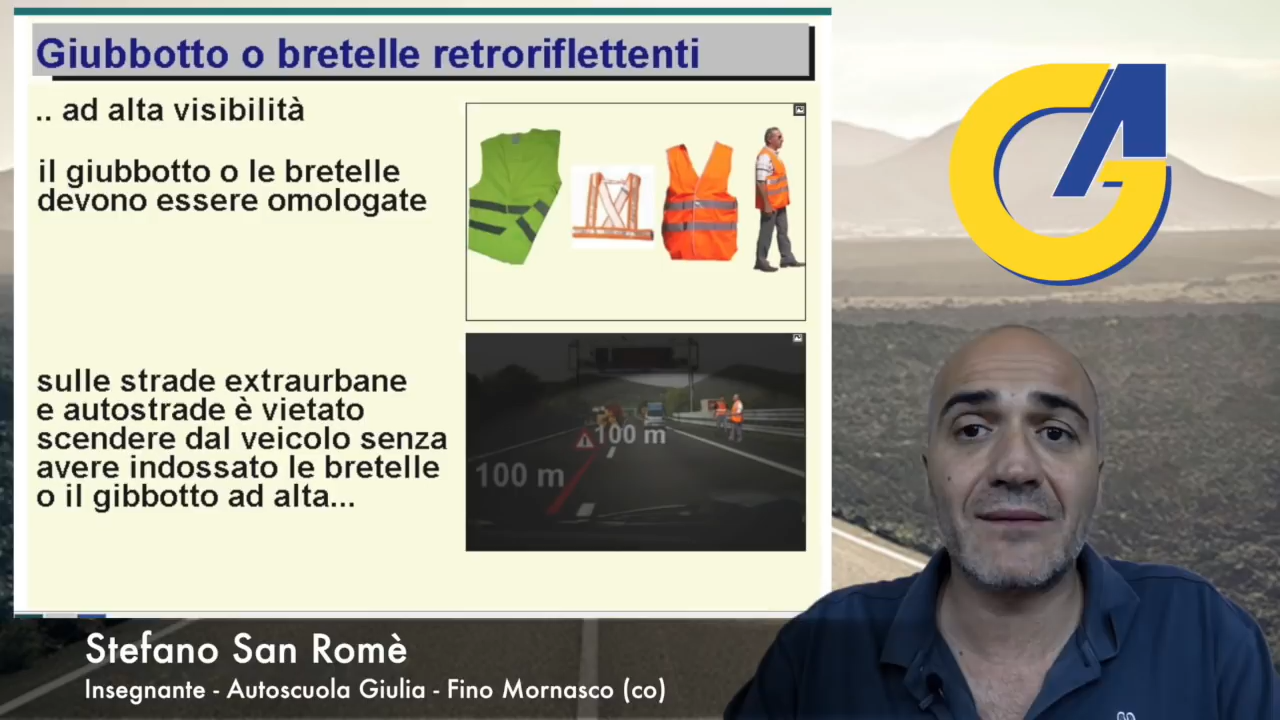 Giubbotto o bretelle retroriflettenti
.. ad alta visibilità
il giubbotto o le bretelle
devono essere omologate
sulle strade extraurbane
e autostrade è vietato
scendere dal veicolo senza
avere indossato le bretelle
o il gibbotto ad alta...
100 m
100 m
GA
Stefano San Romè
Insegnante - Autoscuola Giulia - Fino Mornasco (co)